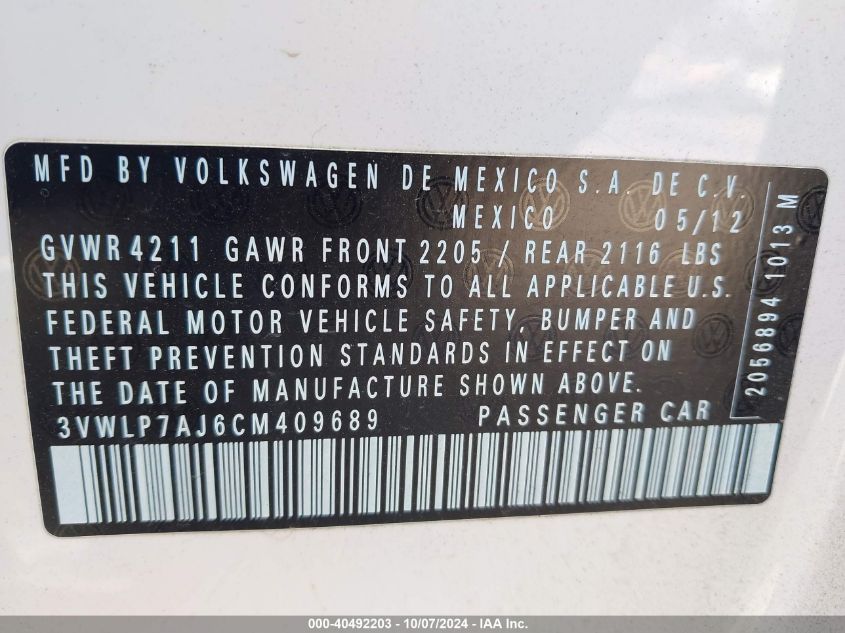 MFD BY VOLKSWAGEN DE MEXICO S.A. DE C.V.
MEXICO 05/12
GVWR 4211 GAWR FRONT 2205 / REAR 2116 LBS
THIS VEHICLE CONFORMS TO ALL APPLICABLE U.S.
FEDERAL MOTOR VEHICLE SAFETY, BUMPER AND
THEFT PREVENTION STANDARDS IN EFFECT ON
THE DATE OF MANUFACTURE SHOWN ABOVE.
3VWLP7AJ6CM409689 PASSENGER CAR
2056894 1013 M
000-40492203 - 10/07/2024 - IAA Inc.